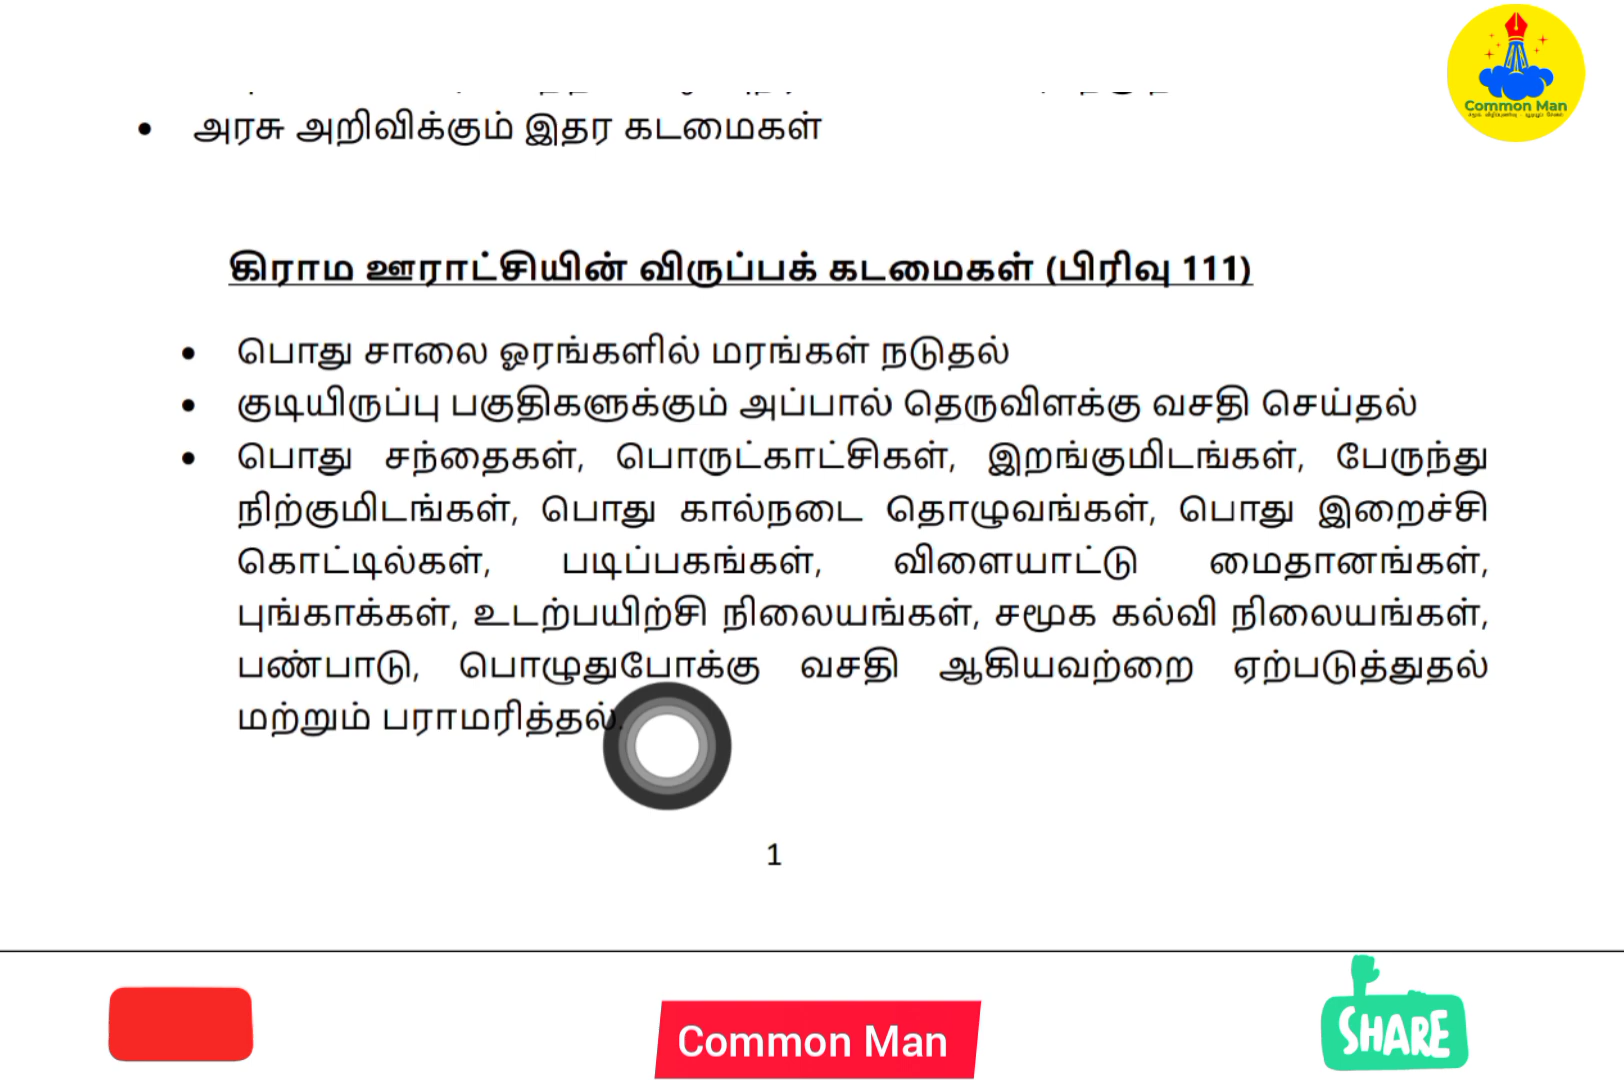 Common Man
• அரசு அறிவிக்கும் இதர கடமைகள்
கிராம ஊராட்சியின் விருப்பக் கடமைகள் (பிரிவு 111)
• பொது சாலை ஓரங்களில் மரங்கள் நடுதல்
• குடியிருப்பு பகுதிகளுக்கும் அப்பால் தெருவிளக்கு வசதி செய்தல்
• பொது சந்தைகள், பொருட்காட்சிகள், இறங்குமிடங்கள், பேருந்து
நிற்குமிடங்கள், பொது கால்நடை தொழுவங்கள், பொது இறைச்சி
கொட்டில்கள், படிப்பகங்கள், விளையாட்டு மைதானங்கள்,
புங்காக்கள், உடற்பயிற்சி நிலையங்கள், சமூக கல்வி நிலையங்கள்,
பண்பாடு, பொழுதுபோக்கு வசதி ஆகியவற்றை ஏற்படுத்துதல்
மற்றும் பராமரித்தல்.
1
Common Man
SHARE